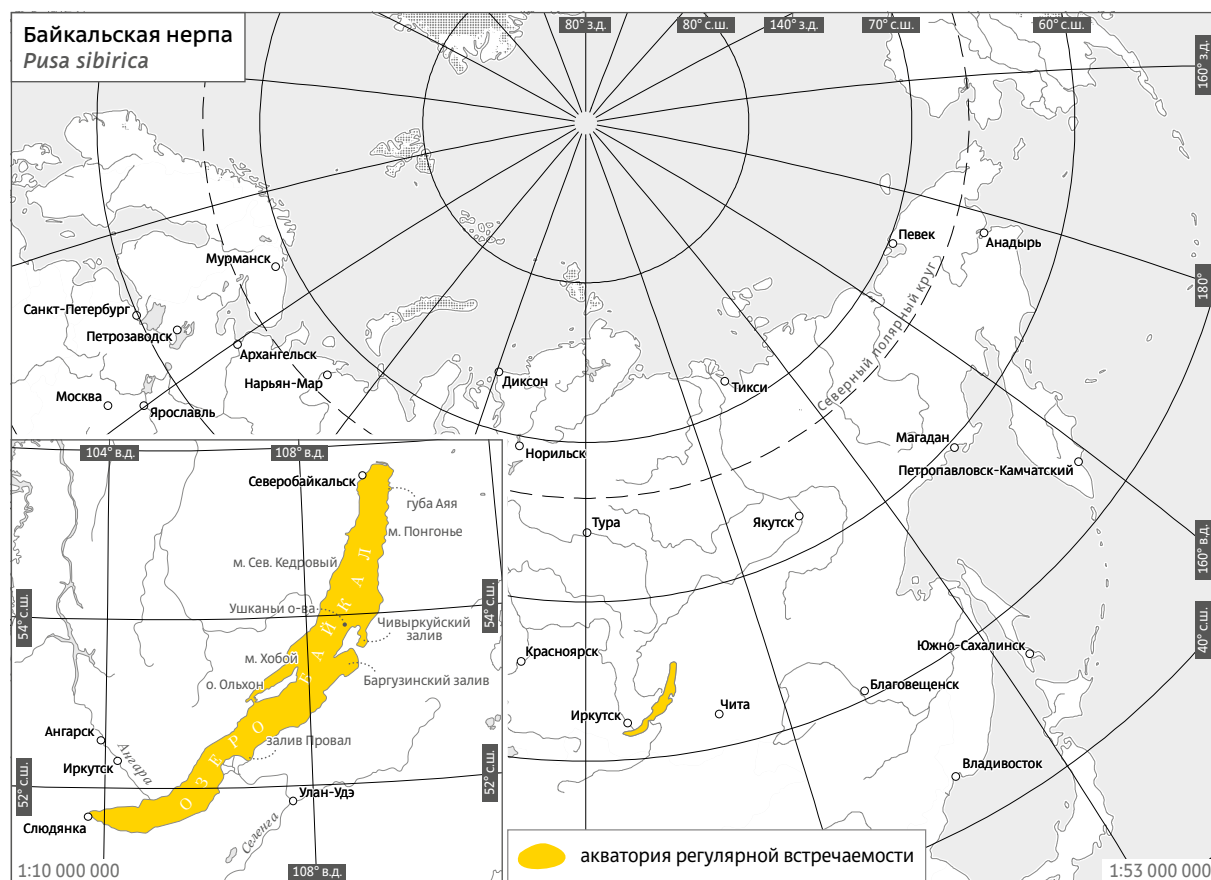 Байкальская нерпа
Pusa sibirica
80° з.д.
80° с.ш.
140° з.д.
70° с.ш.
60° с.ш.
160° з.д.
180°
160° в.д.
40° с.ш.
Северный полярный круг
Мурманск
Санкт-Петербург
Петрозаводск
Архангельск
Нарьян-Мар
Москва
Ярославль
Диксон
Норильск
Тикси
Певек
Анадырь
Магадан
Петропавловск-Камчатский
Тура
Якутск
Красноярск
Иркутск
Чита
Благовещенск
Южно-Сахалинск
Владивосток
104° в.д.
108° в.д.
Северобайкальск
губа Аяя
м. Понгонье
м. Сев. Кедровый
Ушканьи о-ва
54° с.ш.
54° с.ш.
Чивыркуйский
залив
м. Хобой
о. Ольхон
Баргузинский залив
ОЗЕРО БАЙКАЛ
залив Провал
Ангарск
Ангара
Иркутск
52° с.ш.
52° с.ш.
Улан-Удэ
Слюдянка
Селенга
108° в.д.
1:10 000 000
акватория регулярной встречаемости
1:53 000 000